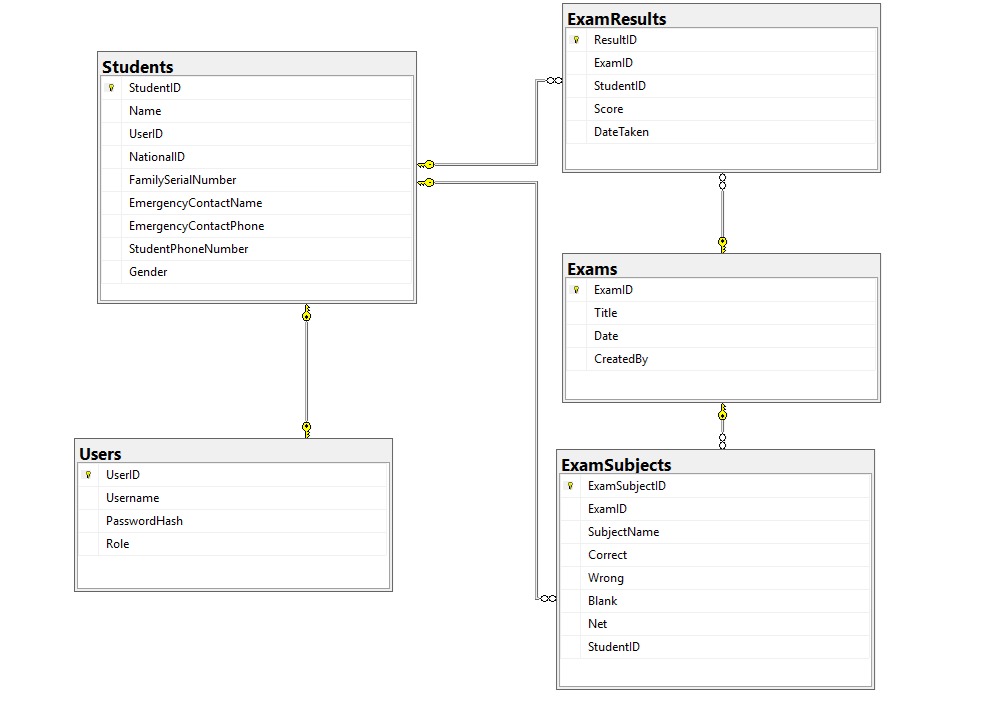 Students
StudentID
Name
UserID
NationalID
FamilySerialNumber
EmergencyContactName
EmergencyContactPhone
StudentPhoneNumber
Gender
Users
UserID
Username
PasswordHash
Role
ExamResults
ResultID
ExamID
StudentID
Score
DateTaken
Exams
ExamID
Title
Date
CreatedBy
ExamSubjects
ExamSubjectID
ExamID
SubjectName
Correct
Wrong
Blank
Net
StudentID